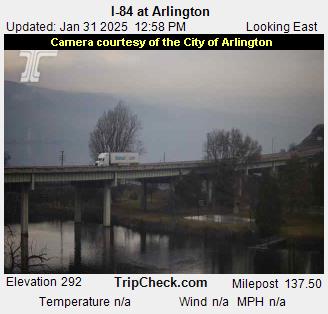 I-84 at Arlington
Updated: Jan 31 2025 12:58 PM Looking East
Camera courtesy of the City of Arlington
Elevation 292 TripCheck.com Milepost 137.50
Temperature n/a Wind n/a MPH n/a